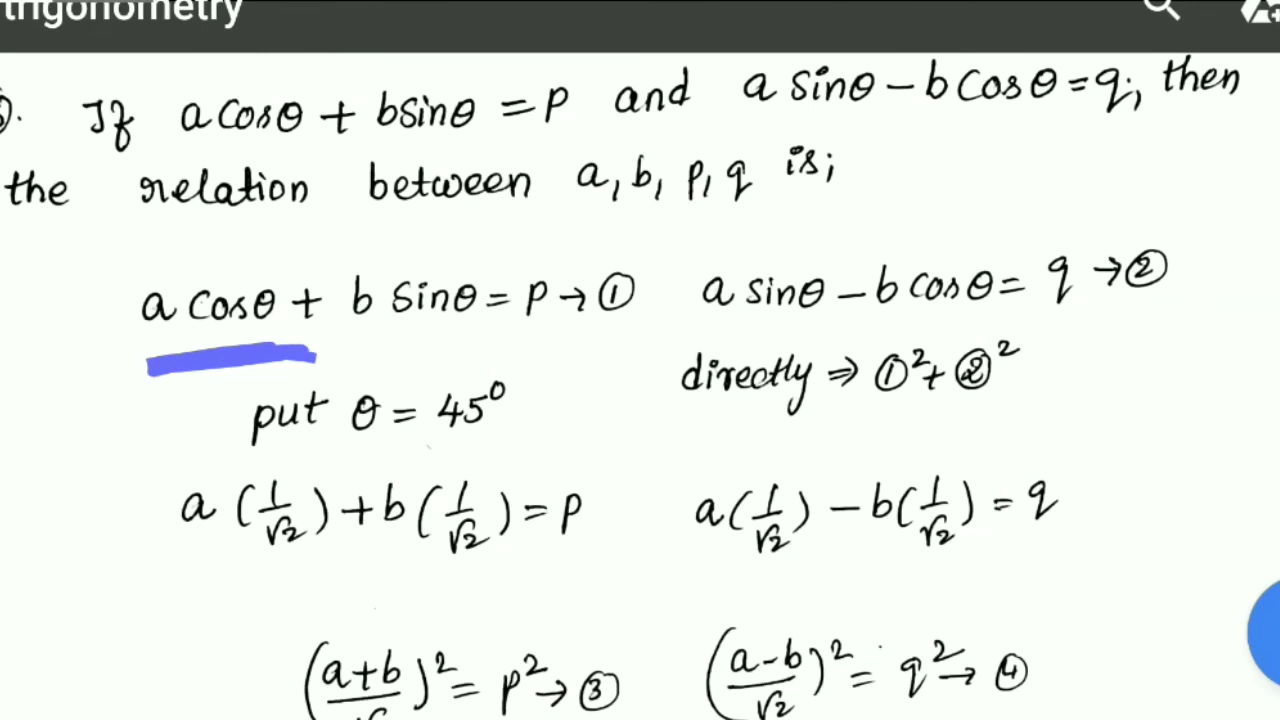 trigonometry
If a cosθ + b sinθ = p and a sinθ - b cosθ = q; then
the relation between a, b, p, q is;
a cosθ + b sinθ = p → ① a sinθ - b cosθ = q → ②
put θ = 45⁰ directly ⇒ ①² + ②²
a (1/√2) + b (1/√2) = p a (1/√2) - b (1/√2) = q
((a+b)/√2)² = p² → ③ ((a-b)/√2)² = q² → ④